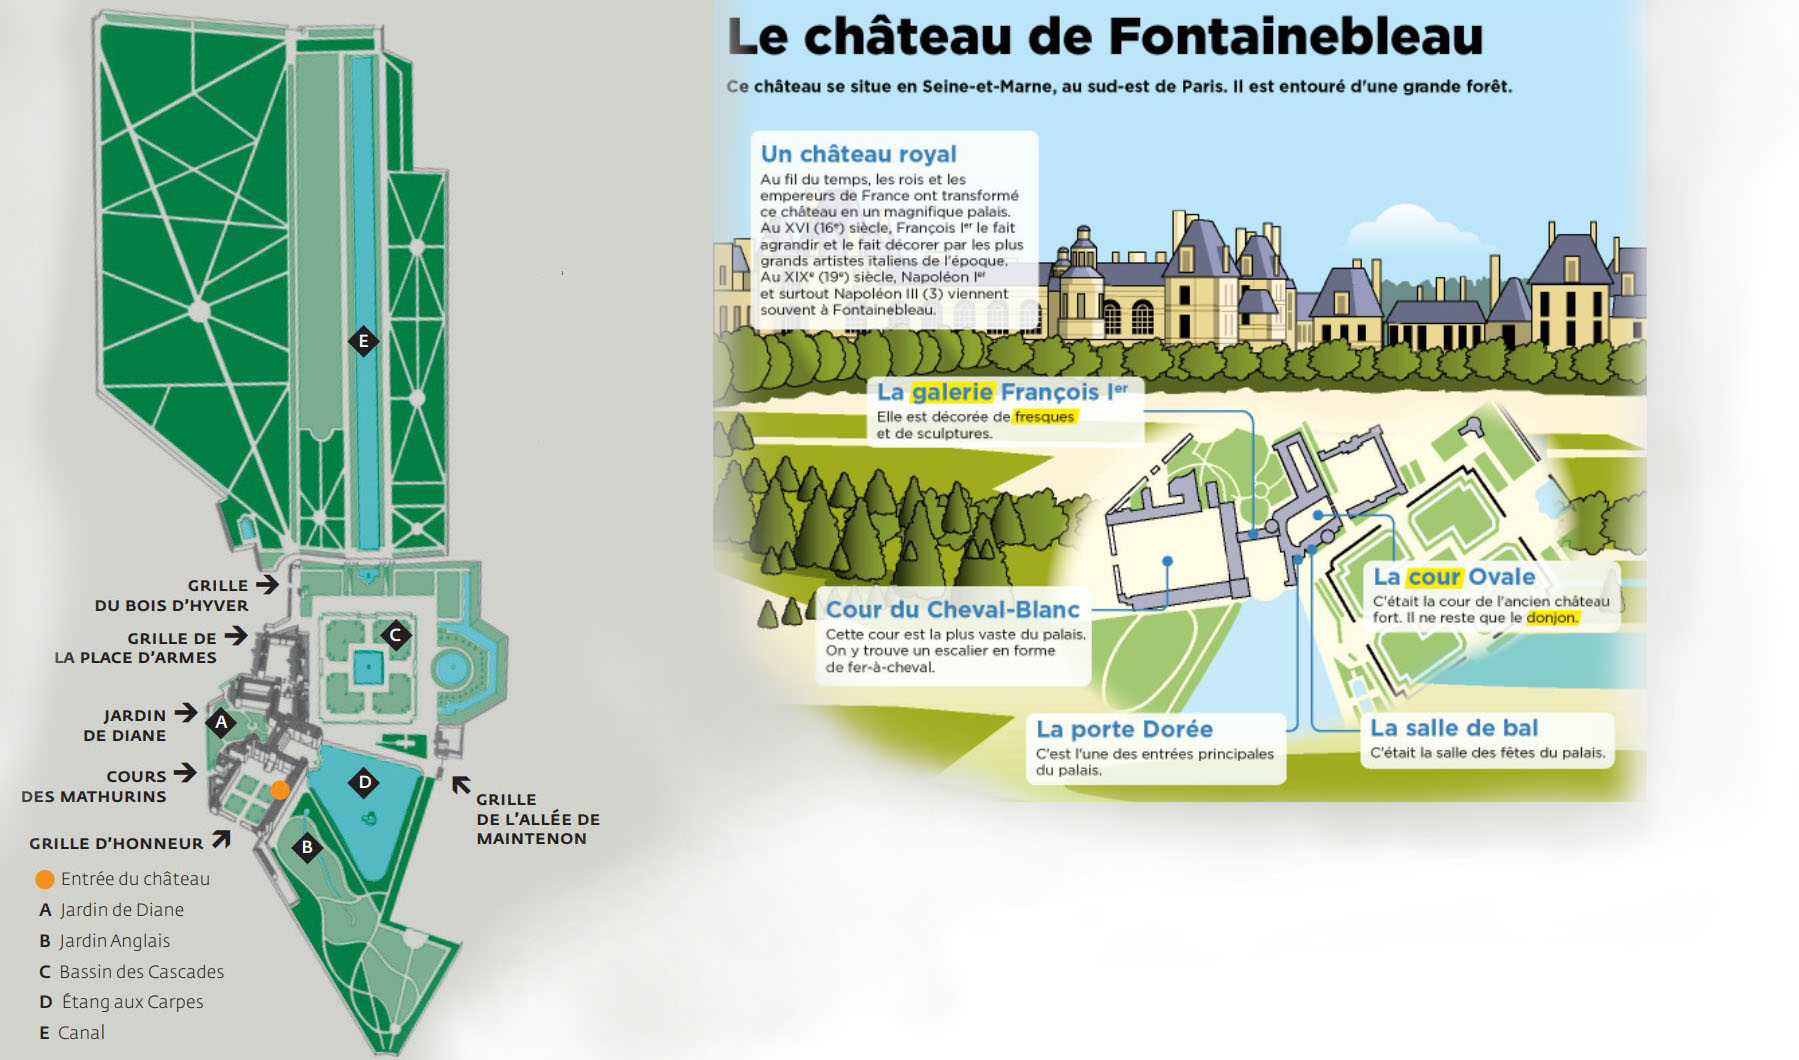 E
C
A
D
B
GRILLE
DU BOIS D'HYVER
GRILLE DE
LA PLACE D'ARMES
JARDIN
DE DIANE
COURS
DES MATHURINS
GRILLE D'HONNEUR
GRILLE
DE L'ALLÉE DE
MAINTENON
Entrée du château
A Jardin de Diane
B Jardin Anglais
C Bassin des Cascades
D Étang aux Carpes
E Canal
Le château de Fontainebleau
Ce château se situe en Seine-et-Marne, au sud-est de Paris. Il est entouré d'une grande forêt.
Un château royal
Au fil du temps, les rois et les
empereurs de France ont transformé
ce château en un magnifique palais.
Au XVI (16e) siècle, François Ier le fait
agrandir et le fait décorer par les plus
grands artistes italiens de l'époque.
Au XIXe (19e) siècle, Napoléon Ier
et surtout Napoléon III (3) viennent
souvent à Fontainebleau.
La galerie François Ier
Elle est décorée de fresques
et de sculptures.
Cour du Cheval-Blanc
Cette cour est la plus vaste du palais.
On y trouve un escalier en forme
de fer-à-cheval.
La cour Ovale
C'était la cour de l'ancien château
fort. Il ne reste que le donjon.
La porte Dorée
C'est l'une des entrées principales
du palais.
La salle de bal
C'était la salle des fêtes du palais.